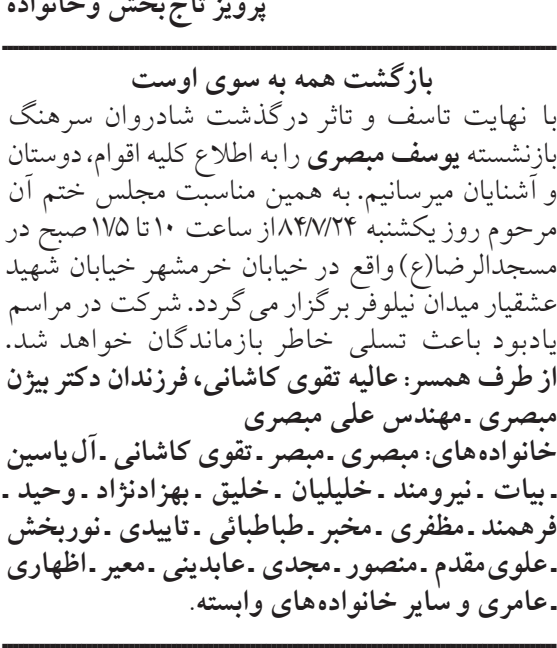 پرویز تاج‌بخش وخانواده
بازگشت همه به سوی اوست
با نهایت تاسف و تاثر درگذشت شادروان سرهنگ
بازنشسته یوسف مبصری را به اطلاع کلیه اقوام، دوستان
و آشنایان میرسانیم. به همین مناسبت مجلس ختم آن
مرحوم روز یکشنبه ۸۴/۷/۲۴از ساعت ۱۰ تا ۱۱/۵ صبح در
مسجدالرضا(ع) واقع در خیابان خرمشهر خیابان شهید
عشقیار میدان نیلوفر برگزار می‌گردد. شرکت در مراسم
یادبود باعث تسلی خاطر بازماندگان خواهد شد.
از طرف همسر: عالیه تقوی کاشانی، فرزندان دکتر بیژن
مبصری ـ مهندس علی مبصری
خانواده‌های: مبصری ـ مبصر ـ تقوی کاشانی ـ آل‌یاسین
ـ بیات ـ نیرومند ـ خلیلیان ـ خلیق ـ بهزادنژاد ـ وحید ـ
فرهمند ـ مظفری ـ مخبر ـ طباطبائی ـ تاییدی ـ نوربخش
ـ علوی‌مقدم ـ منصور ـ مجدی ـ عابدینی ـ معیر ـ اظهاری
ـ عامری و سایر خانواده‌های وابسته.